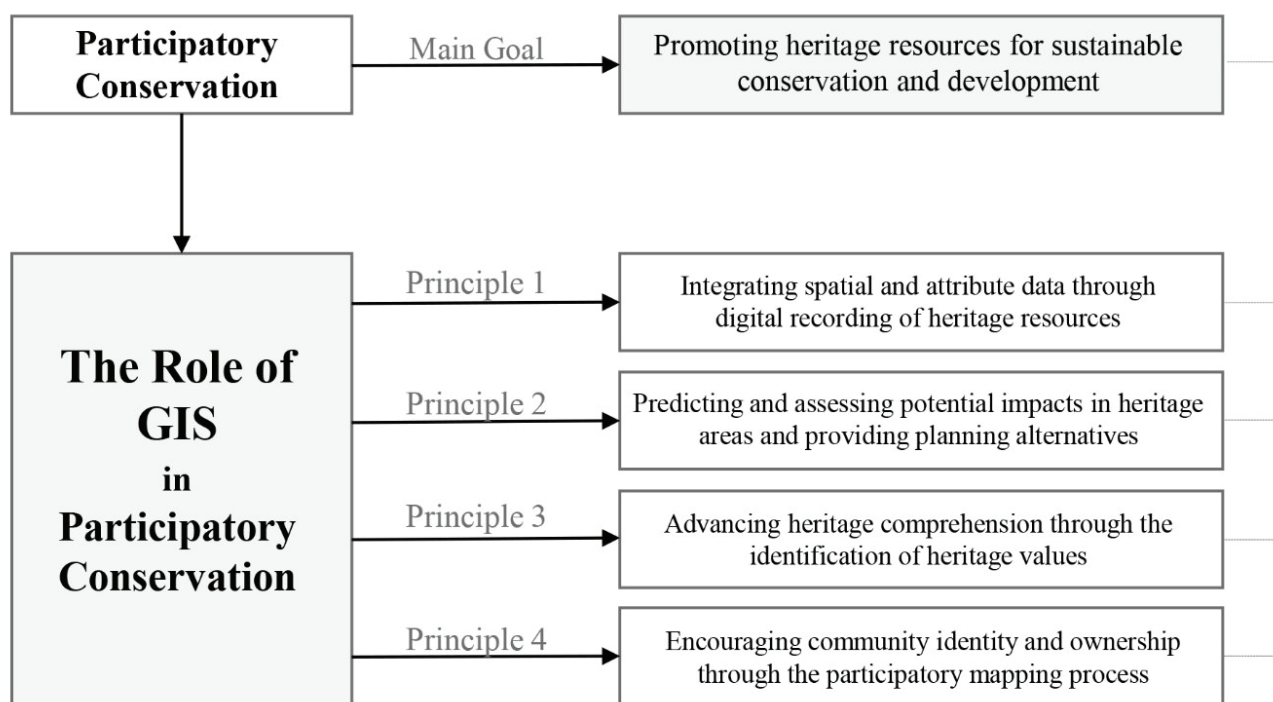 Participatory
Conservation
Main Goal
Promoting heritage resources for sustainable
conservation and development
The Role of
GIS
in
Participatory
Conservation
Principle 1
Integrating spatial and attribute data through
digital recording of heritage resources
Principle 2
Predicting and assessing potential impacts in heritage
areas and providing planning alternatives
Principle 3
Advancing heritage comprehension through the
identification of heritage values
Principle 4
Encouraging community identity and ownership
through the participatory mapping process